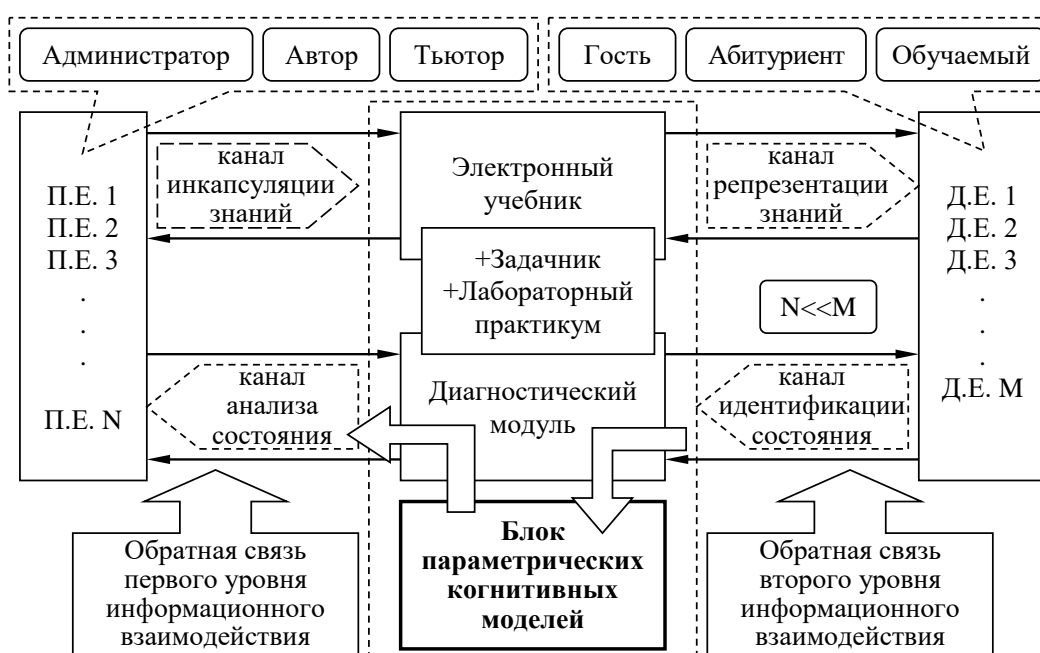 Администратор
Автор
Тьютор
Гость
Абитуриент
Обучаемый
П.Е. 1
П.Е. 2
П.Е. 3
.
.
.
.
П.Е. N
канал
инкапсуляции
знаний
Электронный
учебник
+Задачник
+Лабораторный
практикум
канал
репрезентации
знаний
Д.Е. 1
Д.Е. 2
Д.Е. 3
.
.
.
Д.Е. M
N<<M
канал
анализа
состояния
Диагностический
модуль
канал
идентификации
состояния
Обратная связь
первого уровня
информационного
взаимодействия
Блок
параметрических
когнитивных
моделей
Обратная связь
второго уровня
информационного
взаимодействия